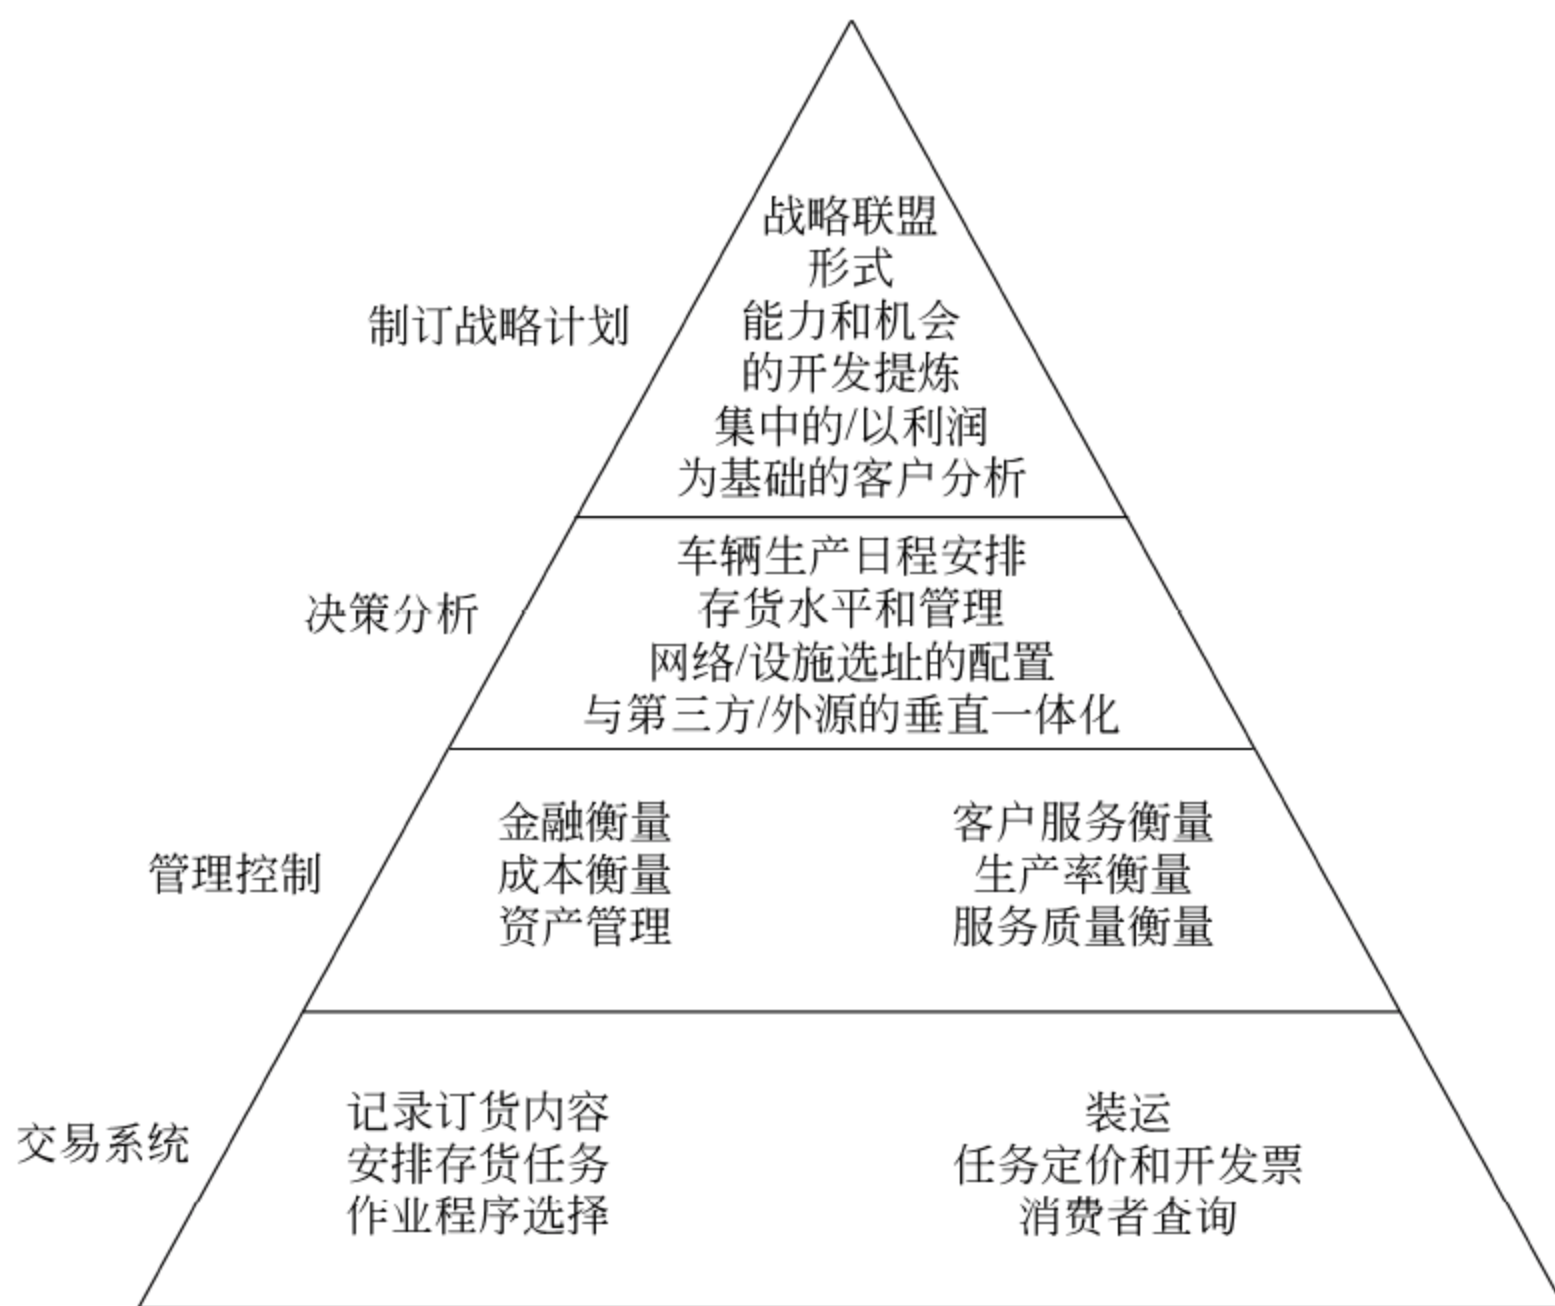 战略联盟
形式
能力和机会
的开发提炼
集中的/以利润
为基础的客户分析
制订战略计划
车辆生产日程安排
存货水平和管理
网络/设施选址的配置
与第三方/外源的垂直一体化
决策分析
金融衡量
成本衡量
资产管理
客户服务衡量
生产率衡量
服务质量衡量
管理控制
记录订货内容
安排存货任务
作业程序选择
装运
任务定价和开发票
消费者查询
交易系统